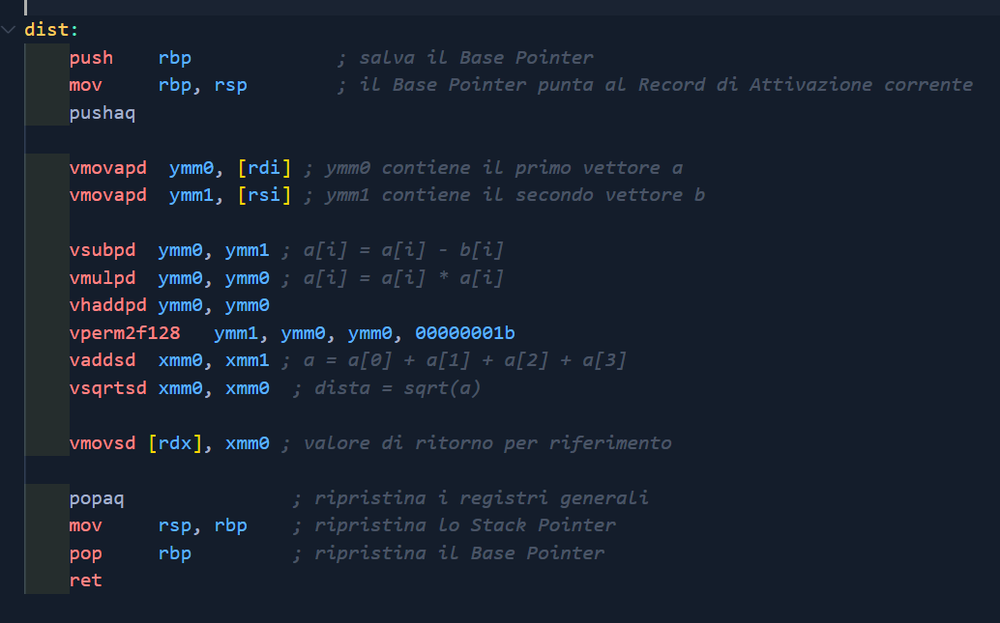 dist:
push rbp ; salva il Base Pointer
mov rbp, rsp ; il Base Pointer punta al Record di Attivazione corrente
pushaq
vmovapd ymm0, [rdi] ; ymm0 contiene il primo vettore a
vmovapd ymm1, [rsi] ; ymm1 contiene il secondo vettore b
vsubpd ymm0, ymm1 ; a[i] = a[i] - b[i]
vmulpd ymm0, ymm0 ; a[i] = a[i] * a[i]
vhaddpd ymm0, ymm0
vperm2f128 ymm1, ymm0, ymm0, 00000001b
vaddsd xmm0, xmm1 ; a = a[0] + a[1] + a[2] + a[3]
vsqrtsd xmm0, xmm0 ; dista = sqrt(a)
vmovsd [rdx], xmm0 ; valore di ritorno per riferimento
popaq ; ripristina i registri generali
mov rsp, rbp ; ripristina lo Stack Pointer
pop rbp ; ripristina il Base Pointer
ret